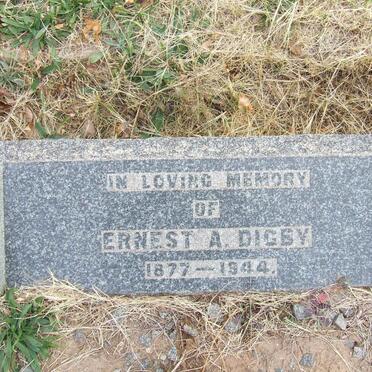 IN LOVING MEMORY
OF
ERNEST A. DIGBY
1877—1944.